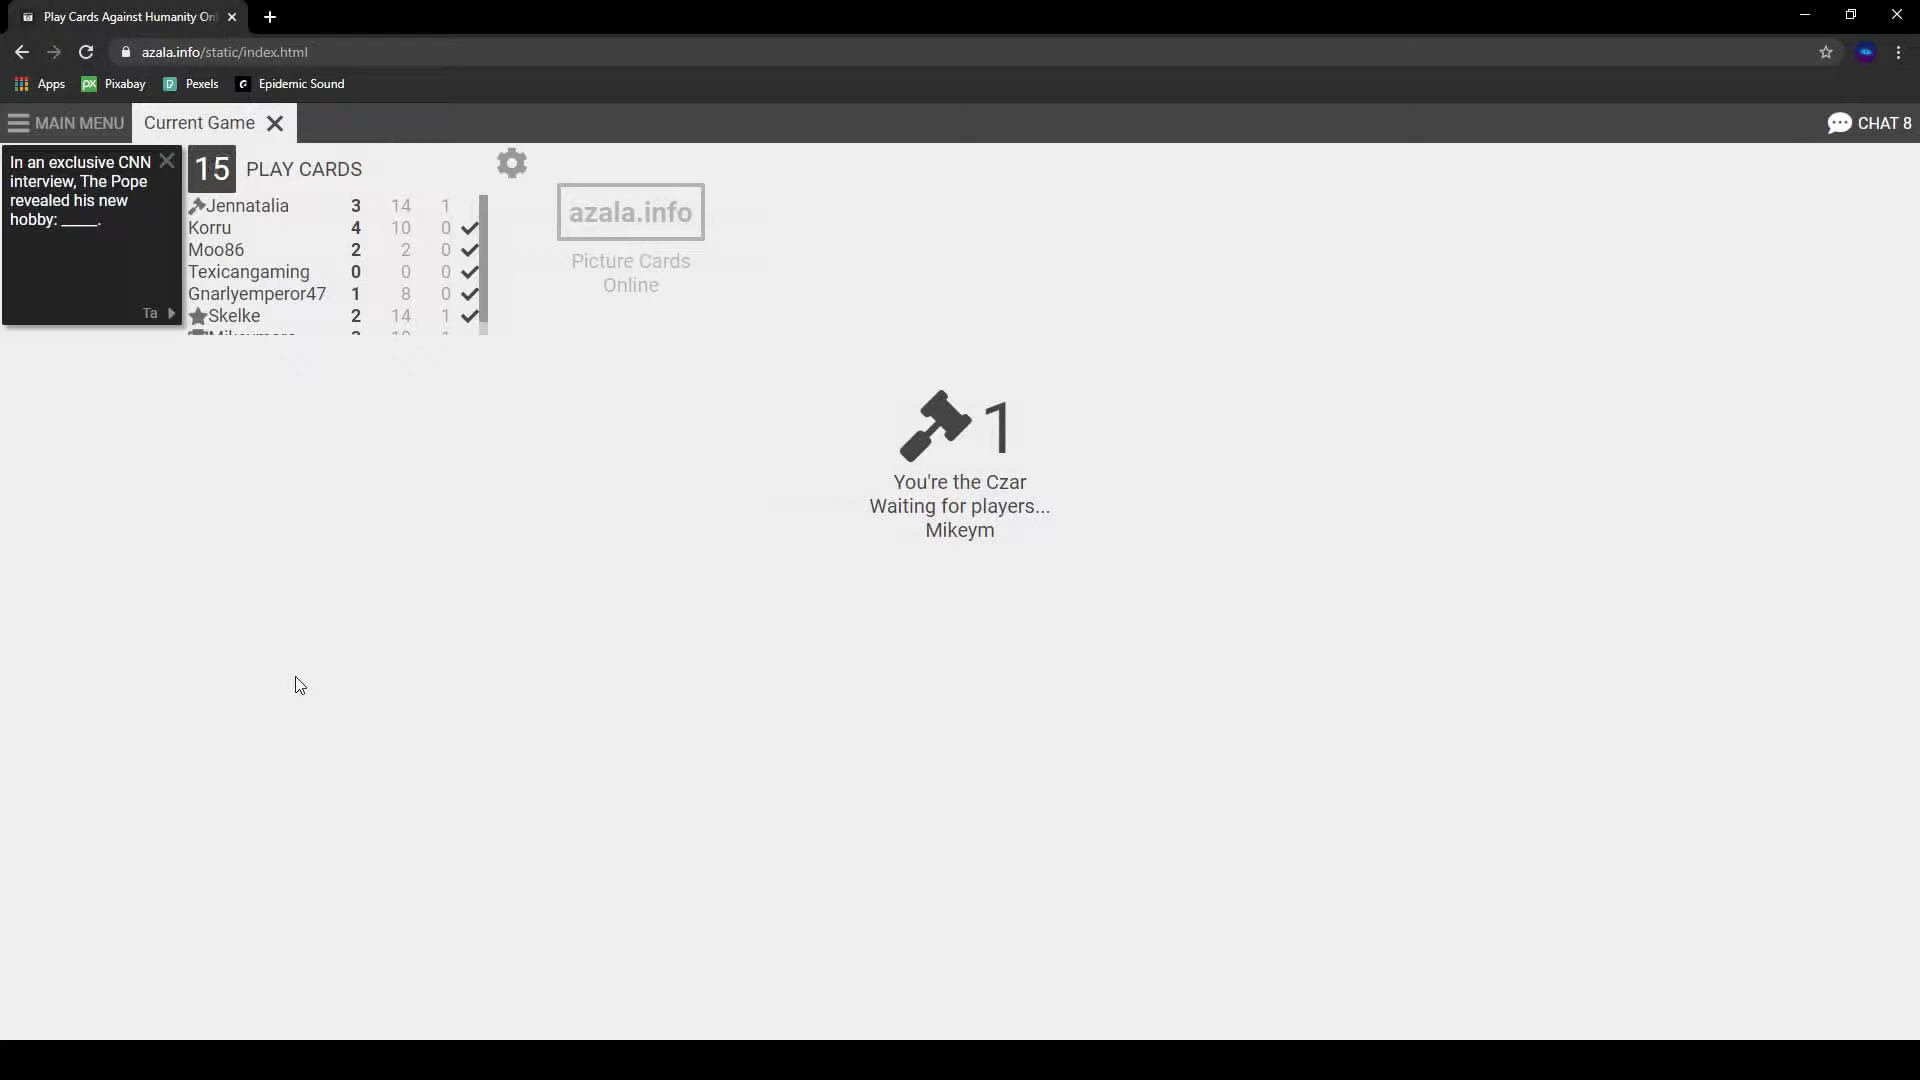 Play Cards Against Humanity On
azala.info/static/index.html
Apps
Pixabay
Pexels
Epidemic Sound
MAIN MENU
Current Game
CHAT 8
In an exclusive CNN
interview, The Pope
revealed his new
hobby: _____.
Ta
15 PLAY CARDS
Jennatalia 3 14 1
Korru 4 10 0
Moo86 2 2 0
Texicangaming 0 0 0
Gnarlyemperor47 1 8 0
Skelke 2 14 1
azala.info
Picture Cards
Online
1
You're the Czar
Waiting for players...
Mikeym